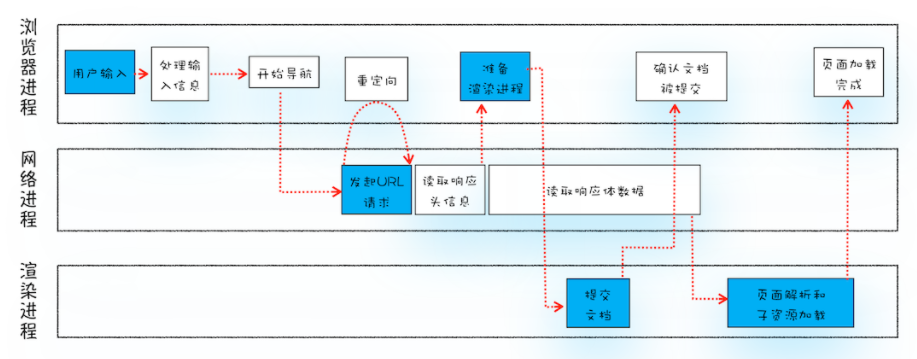 浏览器进程
用户输入
处理输
入信息
开始导航
重定向
准备
渲染进程
确认文档
被提交
页面加载
完成
网络进程
发起URL
请求
读取响应
头信息
读取响应体数据
渲染进程
提交
文档
页面解析和
子资源加载